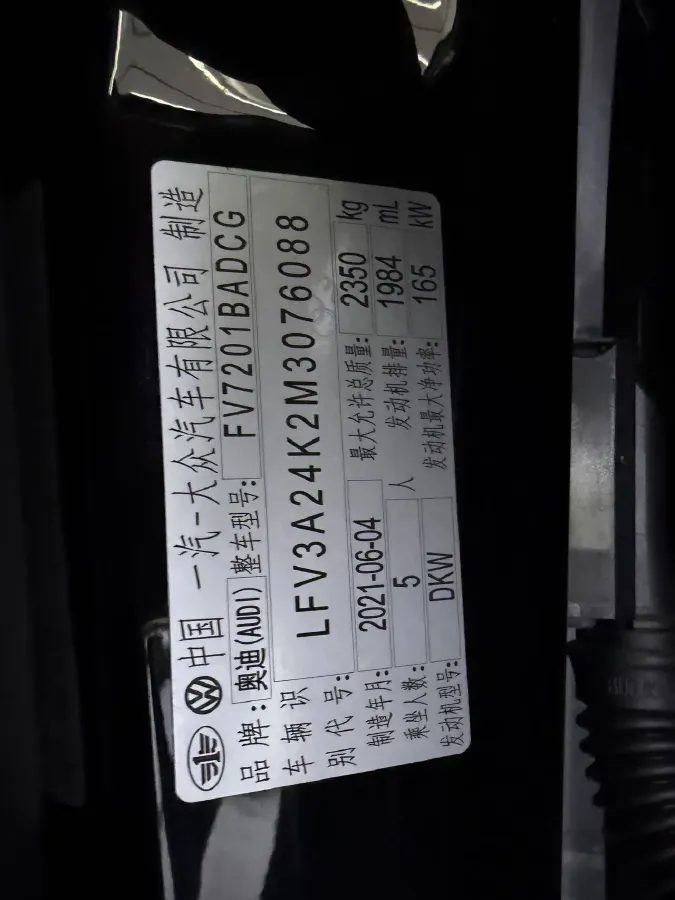 中国 一汽-大众汽车有限公司 制造
品牌: 奥迪(AUDI) 整车型号: FV7201BADCG
车辆识别代号: LFV3A24K2M3076088
制造年月: 2021-06-04 最大允许总质量: 2350 kg
乘坐人数: 5 人 发动机排量: 1984 mL
发动机型号: DKW 发动机最大净功率: 165 kW